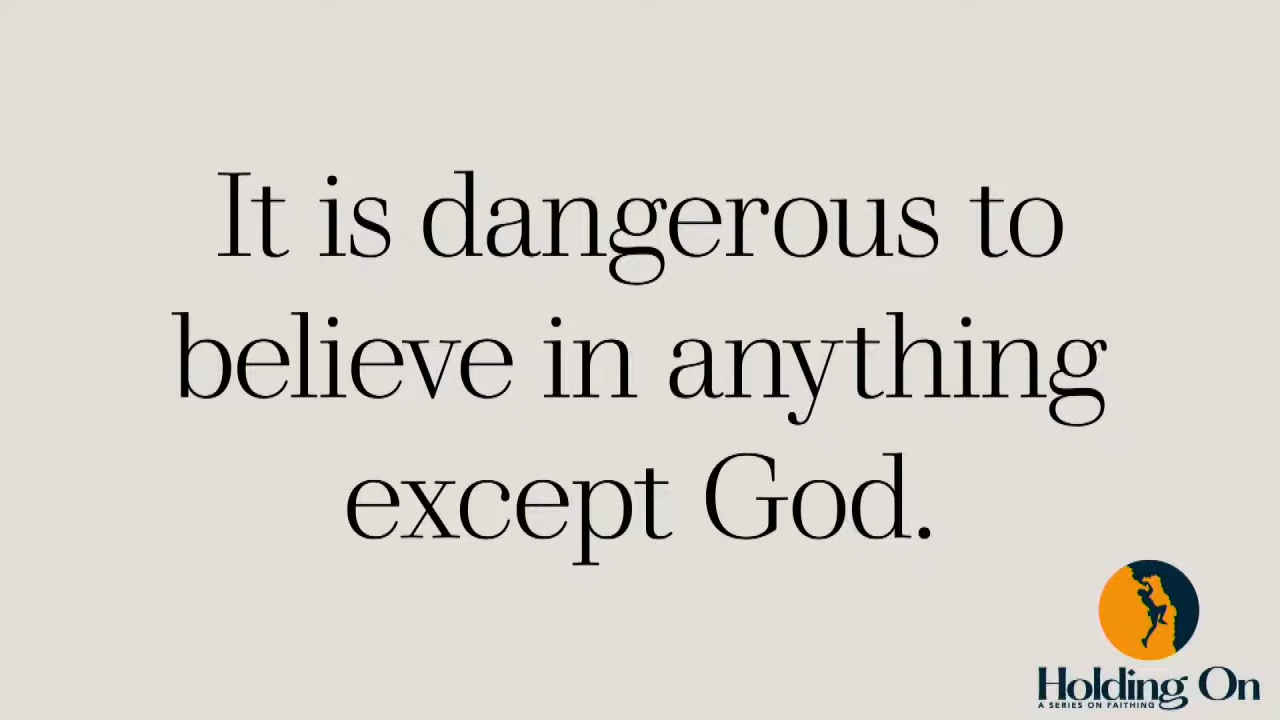 It is dangerous to
believe in anything
except God.
Holding On
A SERIES ON FAITHING